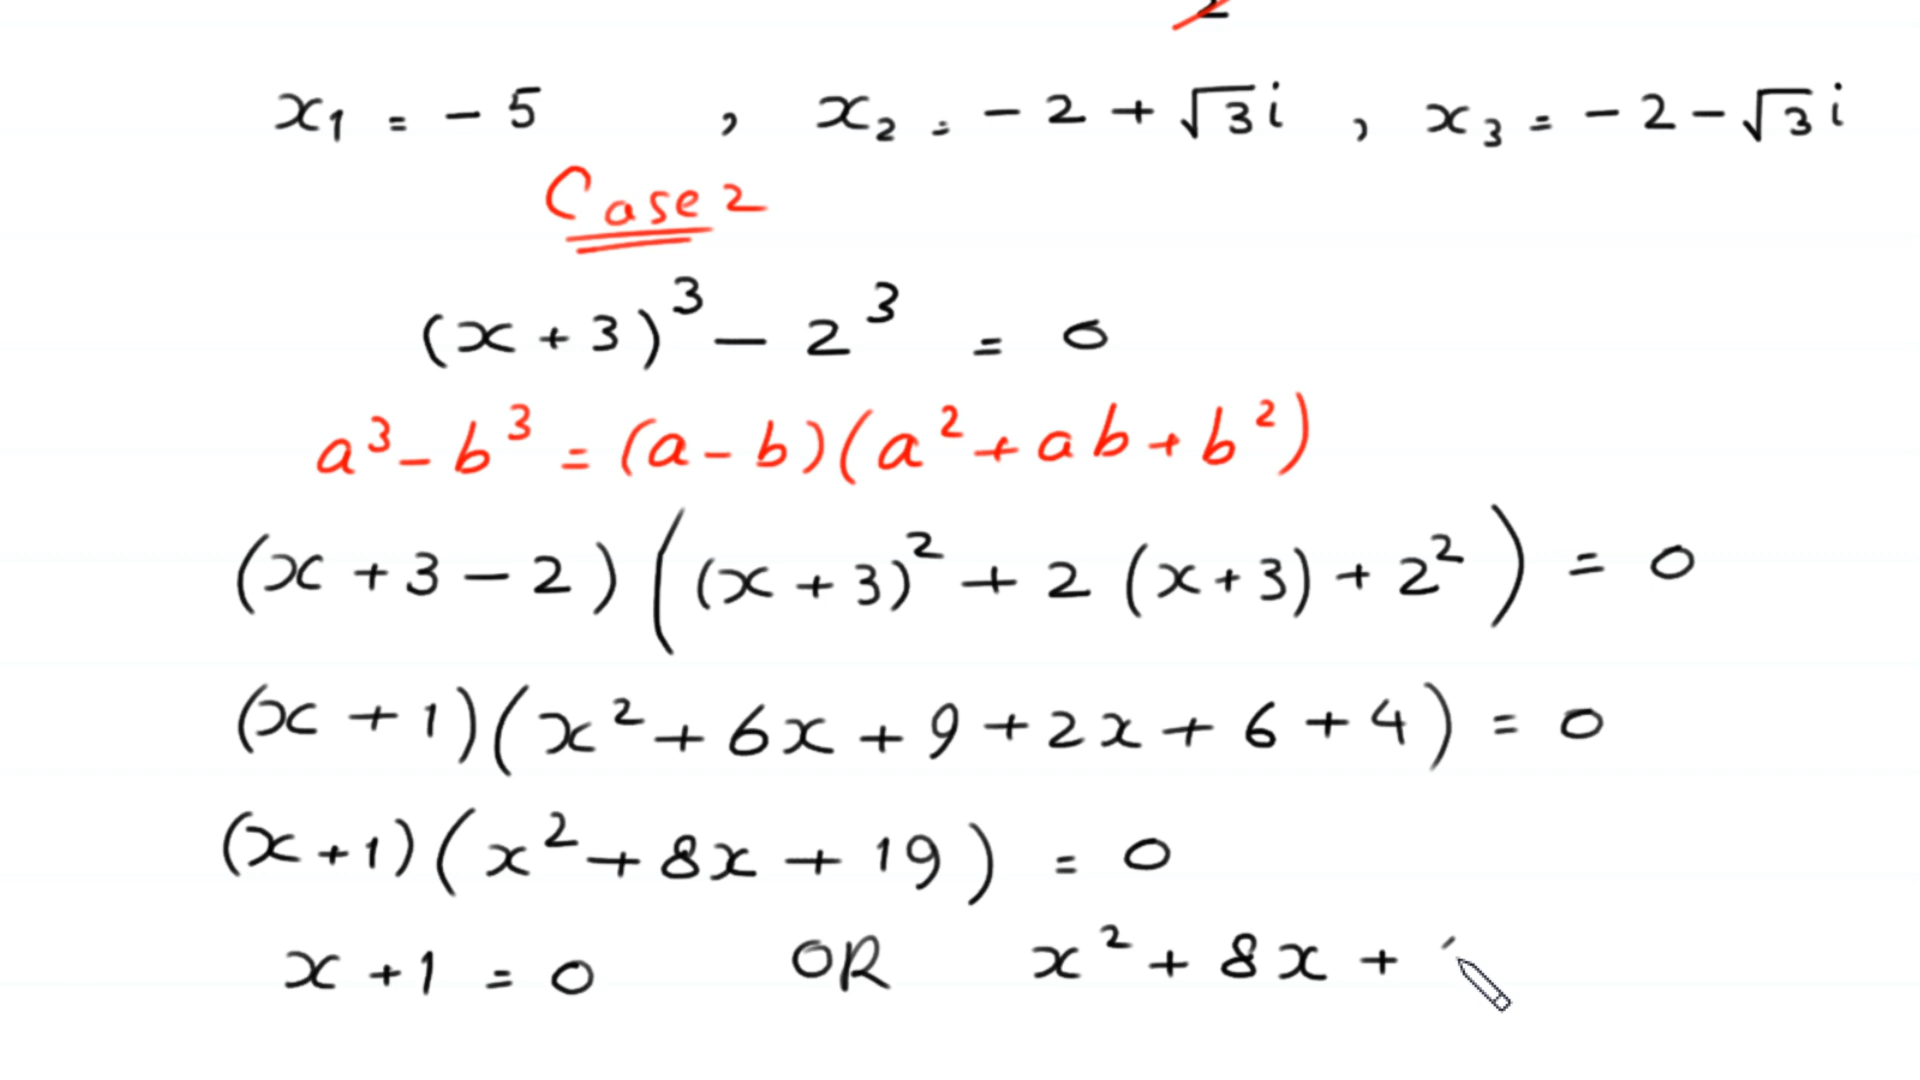 2
x₁ = -5 , x₂ = -2 + √3 i , x₃ = -2 - √3 i
Case 2
(x + 3)³ - 2³ = 0
a³ - b³ = (a - b)(a² + ab + b²)
(x + 3 - 2)((x + 3)² + 2(x + 3) + 2²) = 0
(x + 1)(x² + 6x + 9 + 2x + 6 + 4) = 0
(x + 1)(x² + 8x + 19) = 0
x + 1 = 0 OR x² + 8x +